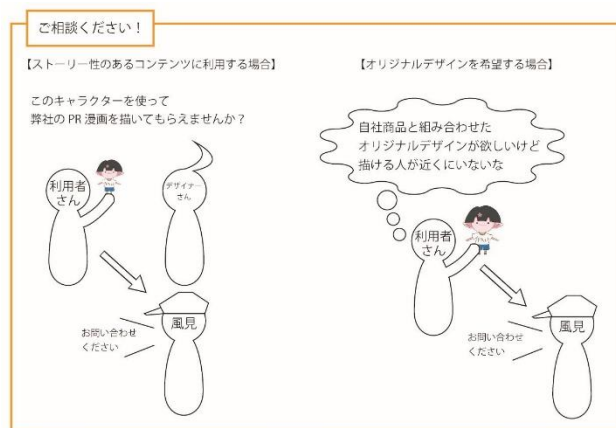 ご相談ください！
【ストーリー性のあるコンテンツに利用する場合】
このキャラクターを使って
弊社のPR漫画を描いてもらえませんか？
利用者
さん
デザイナー
さん
お問い合わせ
ください
風見
【オリジナルデザインを希望する場合】
自社商品と組み合わせた
オリジナルデザインが欲しいけど
描ける人が近くにいないな
利用者
さん
お問い合わせ
ください
風見